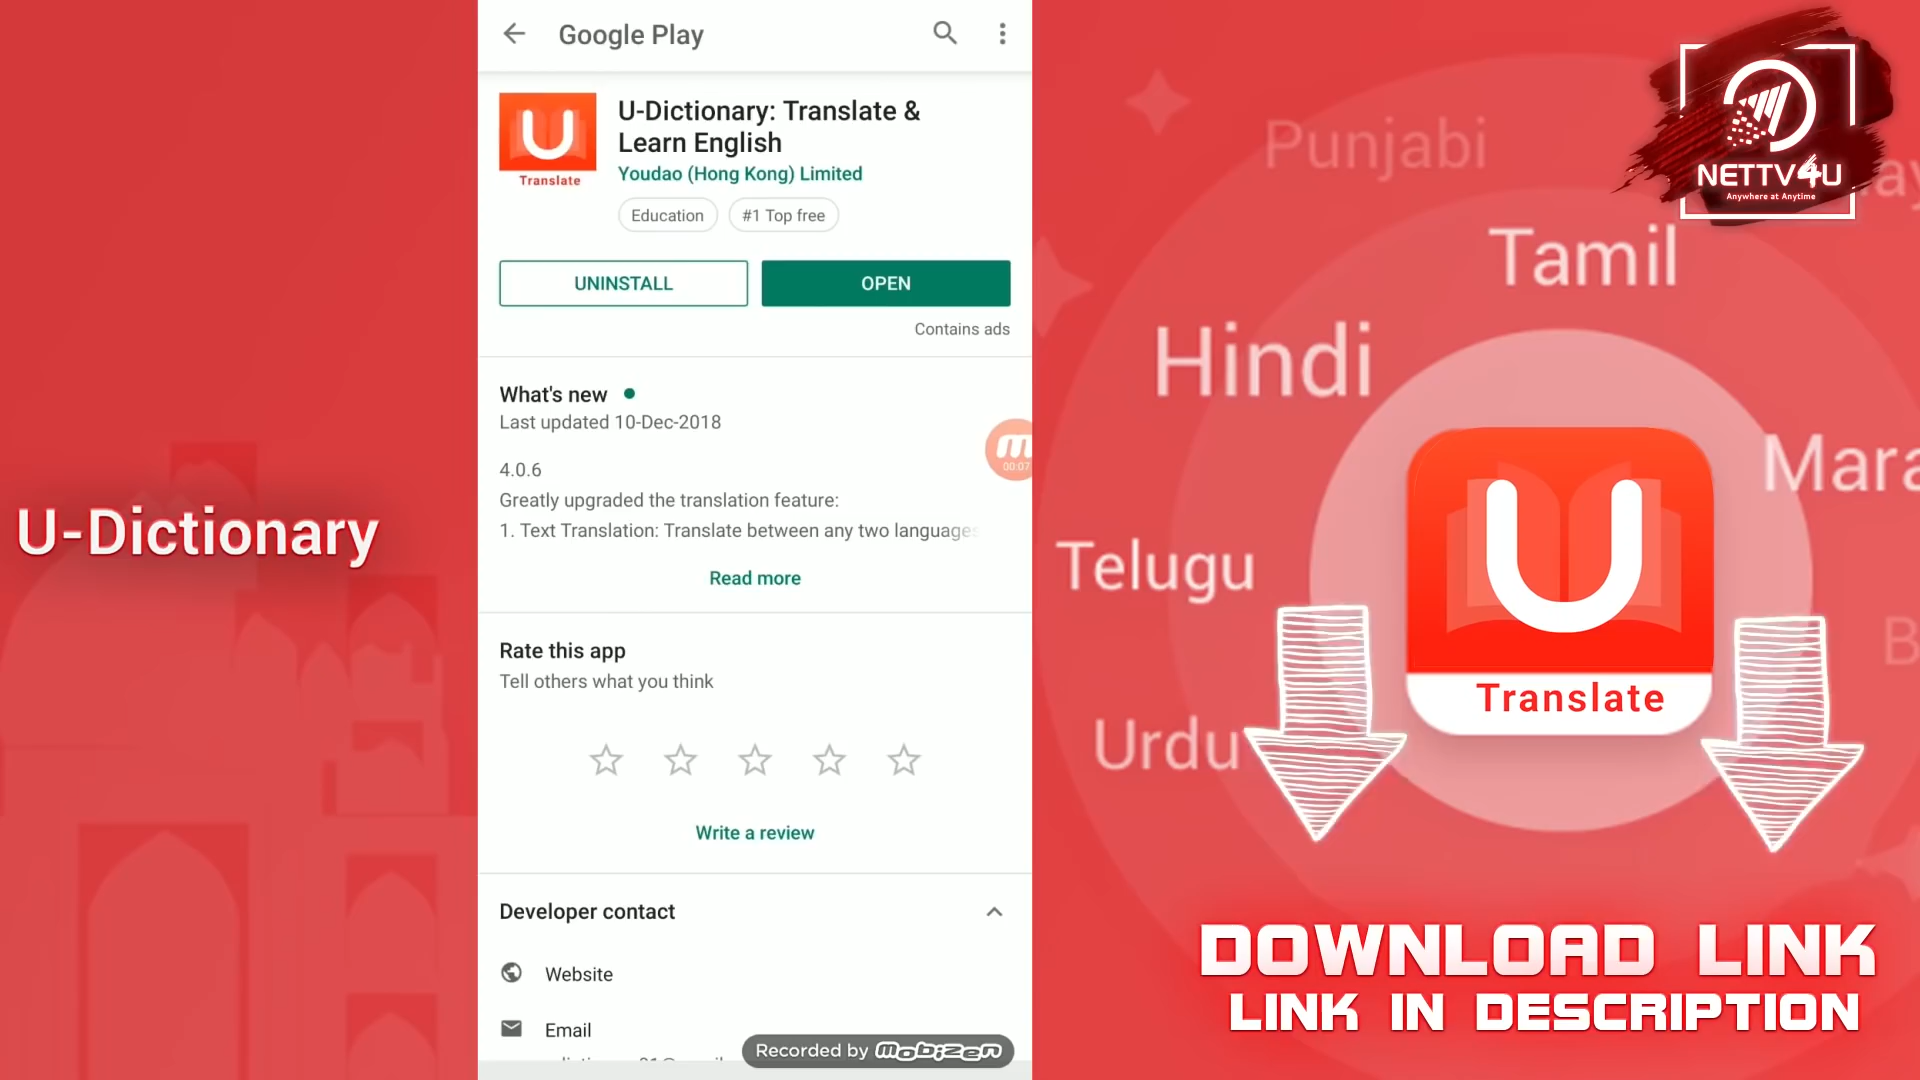 Google Play
U
Translate
U-Dictionary: Translate &
Learn English
Youdao (Hong Kong) Limited
Education
#1 Top free
UNINSTALL
OPEN
Contains ads
What's new
Last updated 10-Dec-2018
4.0.6
Greatly upgraded the translation feature:
1. Text Translation: Translate between any two languages
Read more
Rate this app
Tell others what you think
Write a review
Developer contact
Website
Email
Recorded by mobizen
00:07
U-Dictionary
NETTV4U
Anywhere at Anytime
Punjabi
Tamil
Hindi
Mara
Telugu
Urdu
U
Translate
DOWNLOAD LINK
LINK IN DESCRIPTION